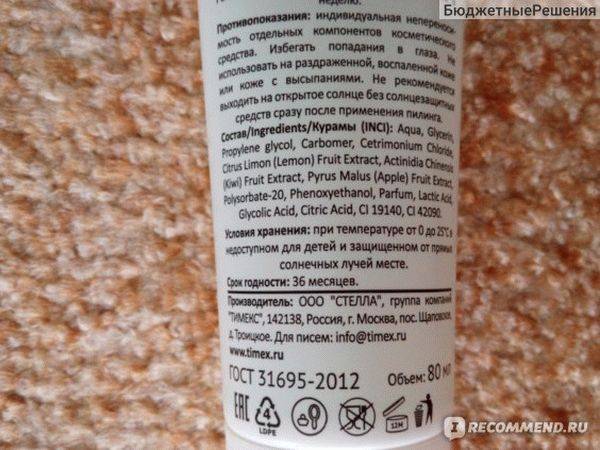 БюджетныеРешения
неделю.
Противопоказания: индивидуальная непереноси-
мость отдельных компонентов косметического
средства. Избегать попадания в глаза. Не
использовать на раздраженной, воспаленной коже
или коже с высыпаниями. Не рекомендуется
выходить на открытое солнце без солнцезащитных
средств сразу после применения пилинга.
Состав/Ingredients/Курамы (INCI): Aqua, Glycerin,
Propylene glycol, Carbomer, Cetrimonium Chloride,
Citrus Limon (Lemon) Fruit Extract, Actinidia Chinensis
(Kiwi) Fruit Extract, Pyrus Malus (Apple) Fruit Extract,
Polysorbate-20, Phenoxyethanol, Parfum, Lactic Acid,
Glycolic Acid, Citric Acid, CI 19140, CI 42090.
Условия хранения: при температуре от 0 до 25°C в
недоступном для детей и защищенном от прямых
солнечных лучей месте.
Срок годности: 36 месяцев.
Производитель: ООО "СТЕЛЛА", группа компаний
"ТИМЕКС", 142138, Россия, г. Москва, пос. Щаповское,
д. Троицкое. Для писем: info@timex.ru
www.timex.ru
ГОСТ 31695-2012 Объем: 80 мл
ЕАС 4 LDPE 12М
I RECOMMEND.RU